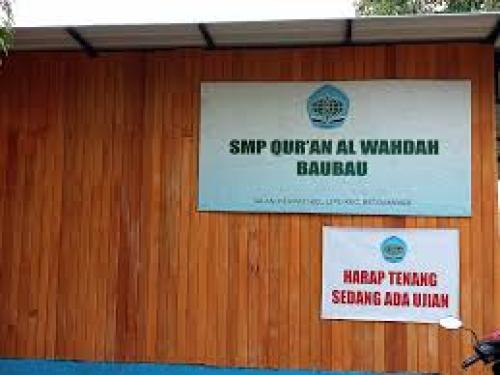 SMP QUR'AN AL WAHDAH
BAUBAU
HARAP TENANG
SEDANG ADA UJIAN